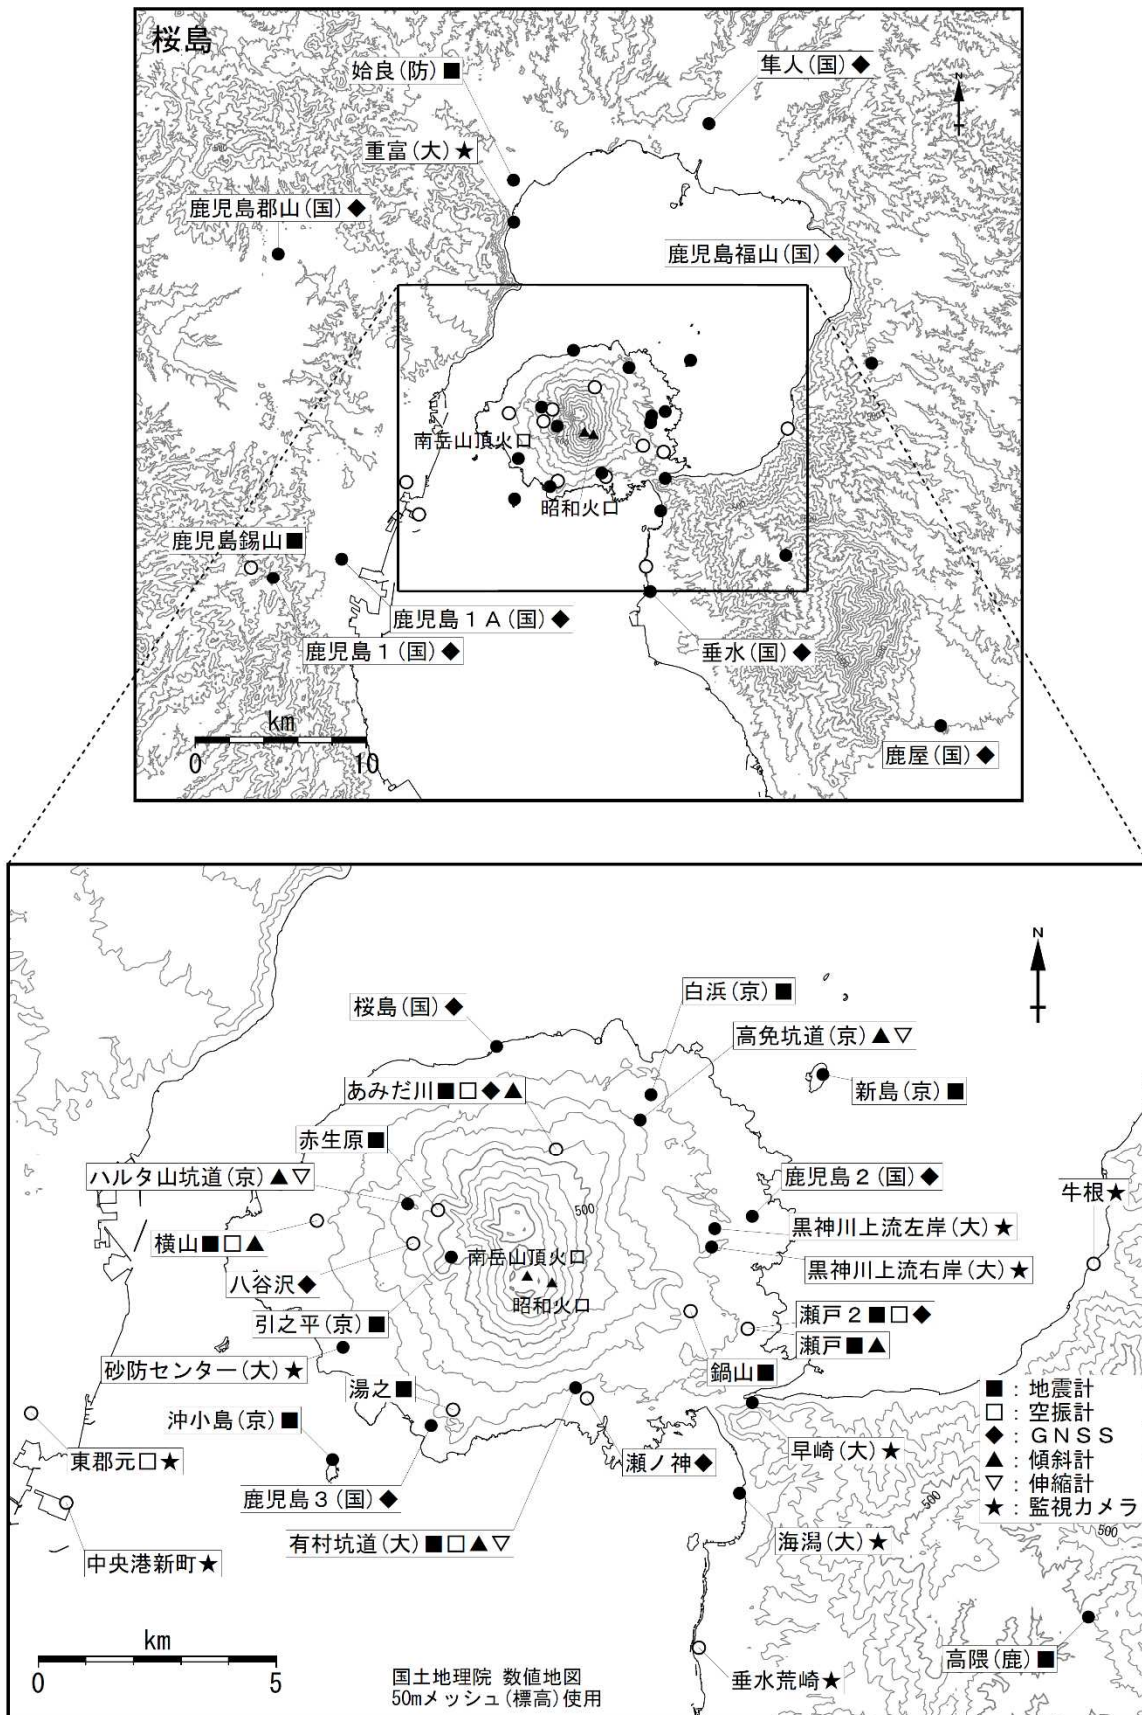 桜島
姶良(防)■
隼人(国)◆
N
重富(大)★
鹿児島郡山(国)◆
鹿児島福山(国)◆
南岳山頂火口
昭和火口
鹿児島錫山■
鹿児島1A(国)◆
鹿児島1(国)◆
垂水(国)◆
km
0 10
鹿屋(国)◆
N
白浜(京)■
桜島(国)◆
高免坑道(京)▲▽
あみだ川■□◆▲
新島(京)■
赤生原■
ハルタ山坑道(京)▲▽
鹿児島2(国)◆
牛根★
500
横山■□▲
黒神川上流左岸(大)★
南岳山頂火口
黒神川上流右岸(大)★
八谷沢◆
昭和火口
引之平(京)■
瀬戸2■□◆
瀬戸■▲
砂防センター(大)★
鍋山■
湯之■
沖小島(京)■
東郡元□★
瀬ノ神◆
早崎(大)★
鹿児島3(国)◆
有村坑道(大)■□▲▽
海潟(大)★
中央港新町★
■:地震計
□:空振計
◆:GNSS
▲:傾斜計
▽:伸縮計
★:監視カメラ
500
500
高隈(鹿)■
垂水荒崎★
km
0 5
国土地理院 数値地図
50mメッシュ(標高)使用